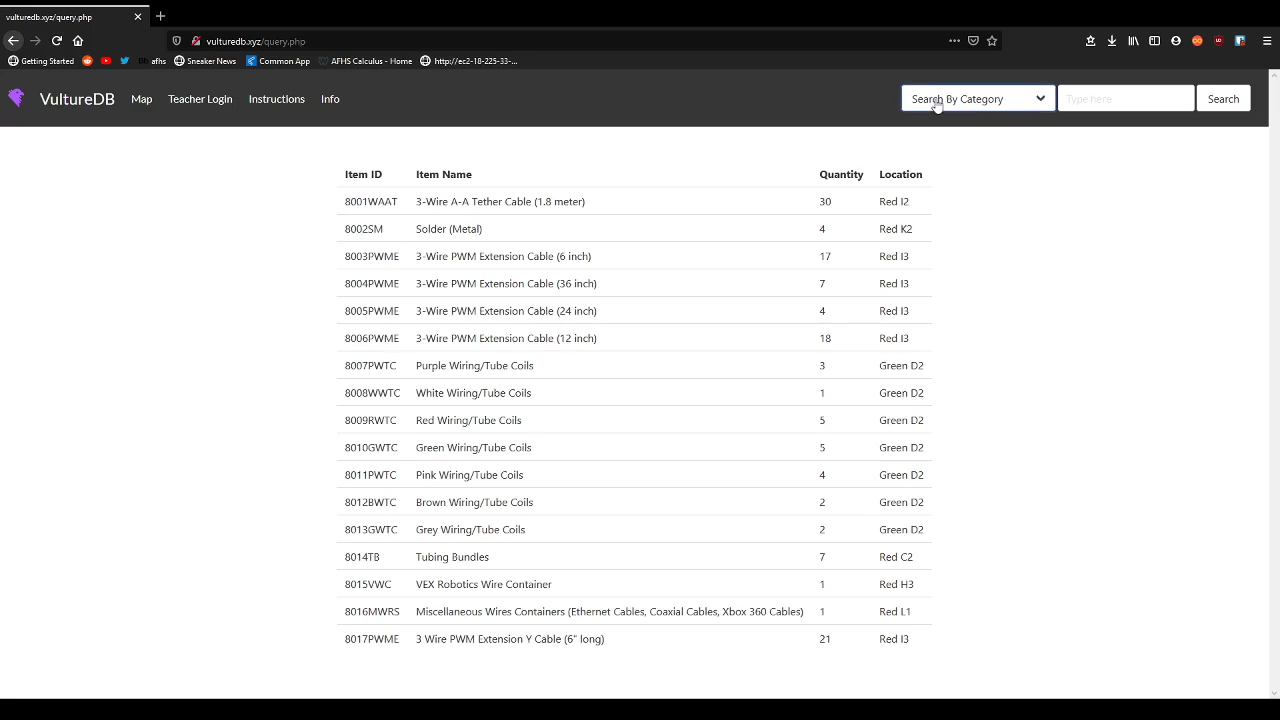 vulturedb.xyz/query.php
vulturedb.xyz/query.php
Getting Started afhs Sneaker News Common App AFHS Calculus - Home http://ec2-18-225-33-...
VultureDB Map Teacher Login Instructions Info Search By Category Type here Search
Item ID Item Name Quantity Location
8001WAAT 3-Wire A-A Tether Cable (1.8 meter) 30 Red I2
8002SM Solder (Metal) 4 Red K2
8003PWME 3-Wire PWM Extension Cable (6 inch) 17 Red I3
8004PWME 3-Wire PWM Extension Cable (36 inch) 7 Red I3
8005PWME 3-Wire PWM Extension Cable (24 inch) 4 Red I3
8006PWME 3-Wire PWM Extension Cable (12 inch) 18 Red I3
8007PWTC Purple Wiring/Tube Coils 3 Green D2
8008WWTC White Wiring/Tube Coils 1 Green D2
8009RWTC Red Wiring/Tube Coils 5 Green D2
8010GWTC Green Wiring/Tube Coils 5 Green D2
8011PWTC Pink Wiring/Tube Coils 4 Green D2
8012BWTC Brown Wiring/Tube Coils 2 Green D2
8013GWTC Grey Wiring/Tube Coils 2 Green D2
8014TB Tubing Bundles 7 Red C2
8015VWC VEX Robotics Wire Container 1 Red H3
8016MWRS Miscellaneous Wires Containers (Ethernet Cables, Coaxial Cables, Xbox 360 Cables) 1 Red L1
8017PWME 3 Wire PWM Extension Y Cable (6" long) 21 Red I3